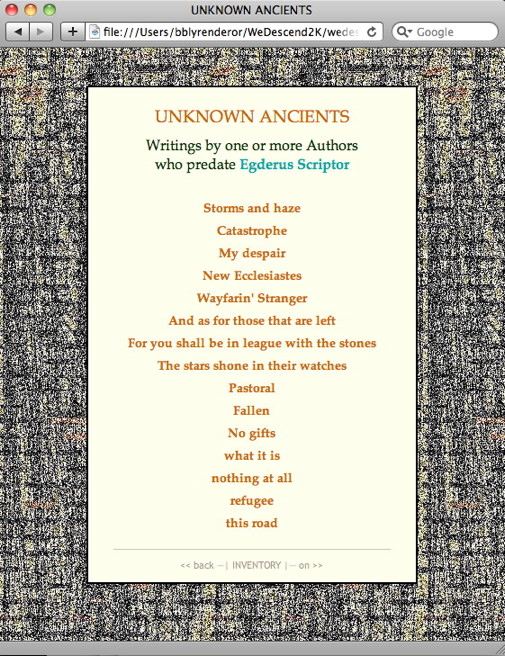 UNKNOWN ANCIENTS
file:///Users/bblyrenderor/WeDescend2K/wedes
Google
UNKNOWN ANCIENTS
Writings by one or more Authors
who predate Egderus Scriptor
Storms and haze
Catastrophe
My despair
New Ecclesiastes
Wayfarin' Stranger
And as for those that are left
For you shall be in league with the stones
The stars shone in their watches
Pastoral
Fallen
No gifts
what it is
nothing at all
refugee
this road
<< back —| INVENTORY |— on >>